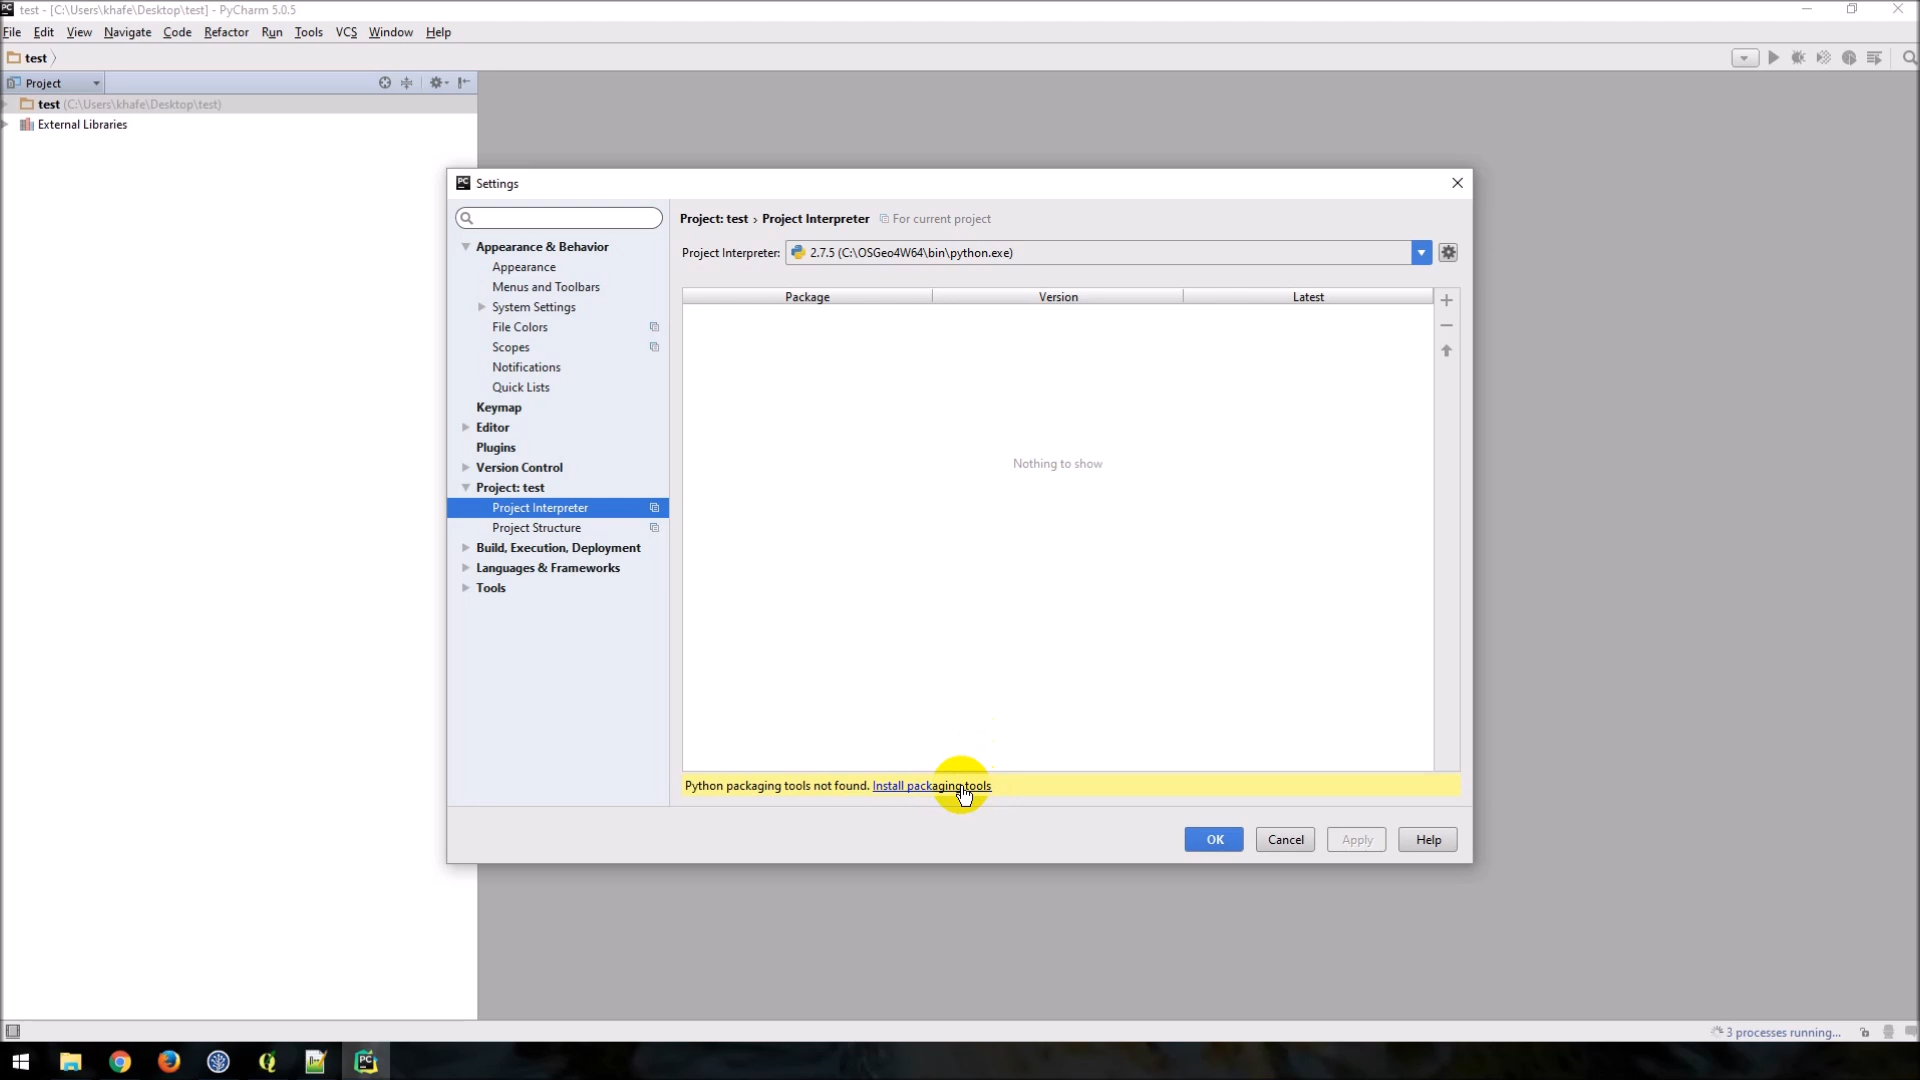 PC test - [C:\Users\khafe\Desktop\test] - PyCharm 5.0.5
File Edit View Navigate Code Refactor Run Tools VCS Window Help
test
Project
test (C:\Users\khafe\Desktop\test)
External Libraries
PC Settings
Appearance & Behavior
Appearance
Menus and Toolbars
System Settings
File Colors
Scopes
Notifications
Quick Lists
Keymap
Editor
Plugins
Version Control
Project: test
Project Interpreter
Project Structure
Build, Execution, Deployment
Languages & Frameworks
Tools
Project: test › Project Interpreter For current project
Project Interpreter: 2.7.5 (C:\OSGeo4W64\bin\python.exe)
Package Version Latest
Nothing to show
Python packaging tools not found. Install packaging tools
OK Cancel Apply Help
3 processes running...
PC